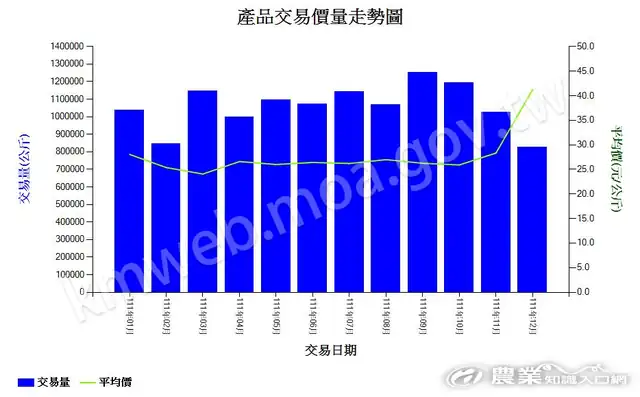 產品交易價量走勢圖
1400000
1300000
1200000
1100000
1000000
900000
800000
700000
600000
500000
400000
300000
200000
100000
0
交易量(公斤)
50.0
45.0
40.0
35.0
30.0
25.0
20.0
15.0
10.0
5.0
0.0
平均價(元/公斤)
111年01月
111年02月
111年03月
111年04月
111年05月
111年06月
111年07月
111年08月
111年09月
111年10月
111年11月
111年12月
交易日期
交易量
平均價
kmweb.moa.gov.tw
農業知識入口網